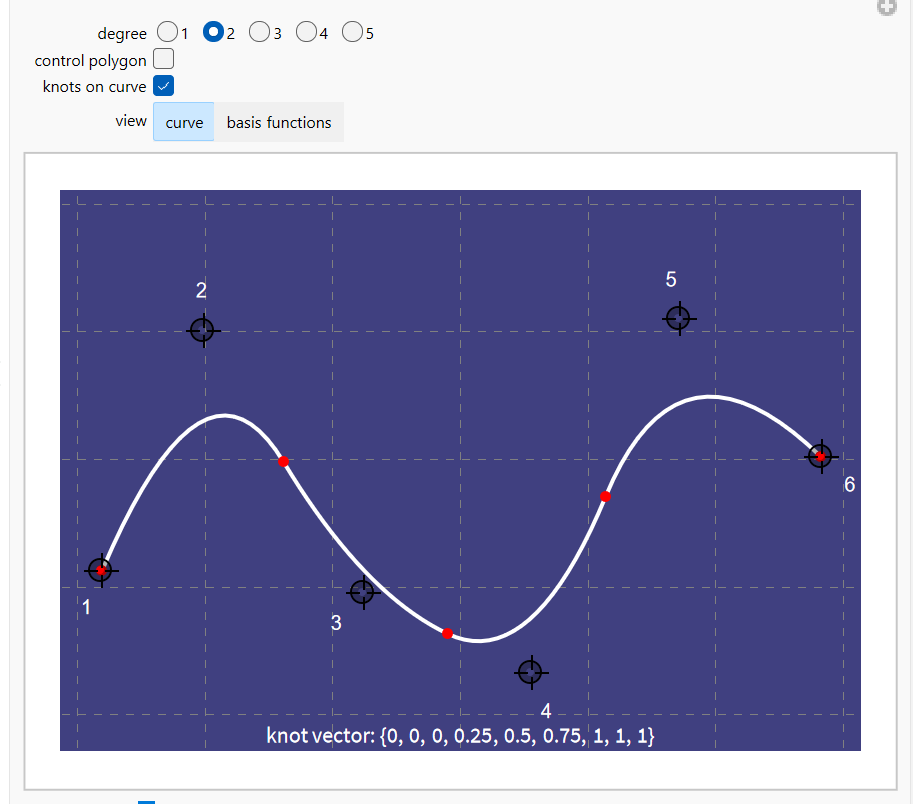 degree 1 2 3 4 5
control polygon
knots on curve
view curve basis functions
5
2
6
1
3
4
knot vector: {0, 0, 0, 0.25, 0.5, 0.75, 1, 1, 1}